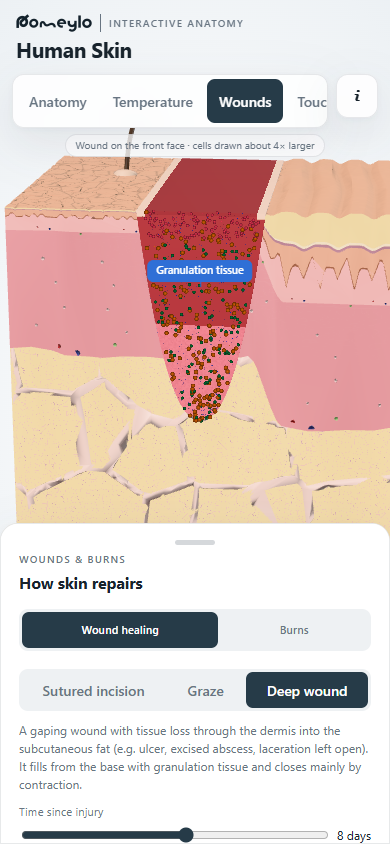 Domeylo | INTERACTIVE ANATOMY
Human Skin
Anatomy Temperature Wounds Touc i
Wound on the front face · cells drawn about 4× larger
Granulation tissue
WOUNDS & BURNS
How skin repairs
Wound healing Burns
Sutured incision Graze Deep wound
A gaping wound with tissue loss through the dermis into the
subcutaneous fat (e.g. ulcer, excised abscess, laceration left open).
It fills from the base with granulation tissue and closes mainly by
contraction.
Time since injury
8 days